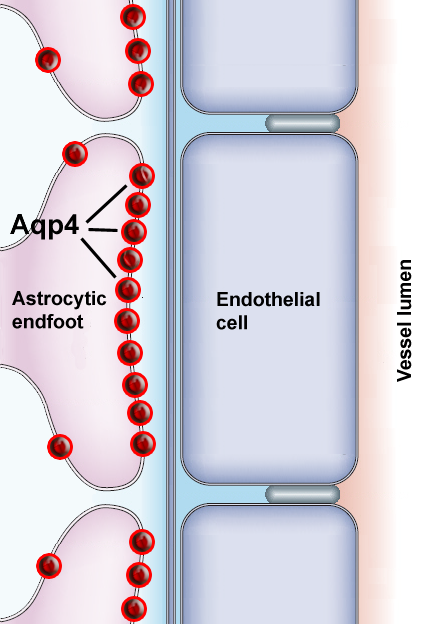 Aqp4
Astrocytic
endfoot
Endothelial
cell
Vessel lumen